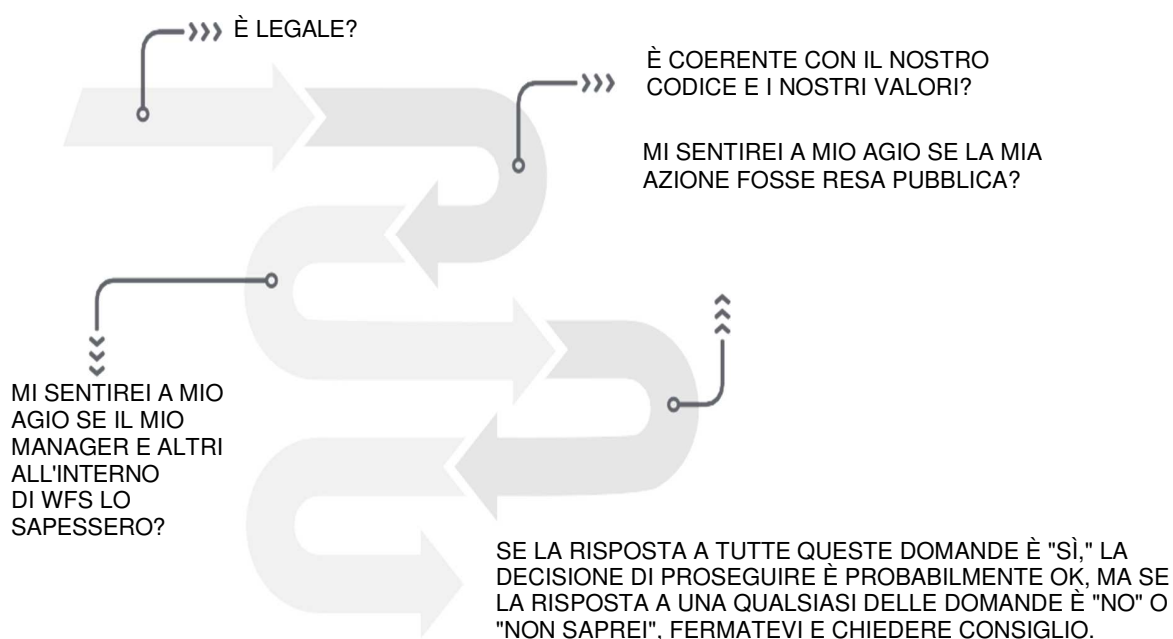 È LEGALE?
È COERENTE CON IL NOSTRO
CODICE E I NOSTRI VALORI?
MI SENTIREI A MIO AGIO SE LA MIA
AZIONE FOSSE RESA PUBBLICA?
MI SENTIREI A MIO
AGIO SE IL MIO
MANAGER E ALTRI
ALL'INTERNO
DI WFS LO
SAPESSERO?
SE LA RISPOSTA A TUTTE QUESTE DOMANDE È "SÌ," LA
DECISIONE DI PROSEGUIRE È PROBABILMENTE OK, MA SE
LA RISPOSTA A UNA QUALSIASI DELLE DOMANDE È "NO" O
"NON SAPREI", FERMATEVI E CHIEDERE CONSIGLIO.